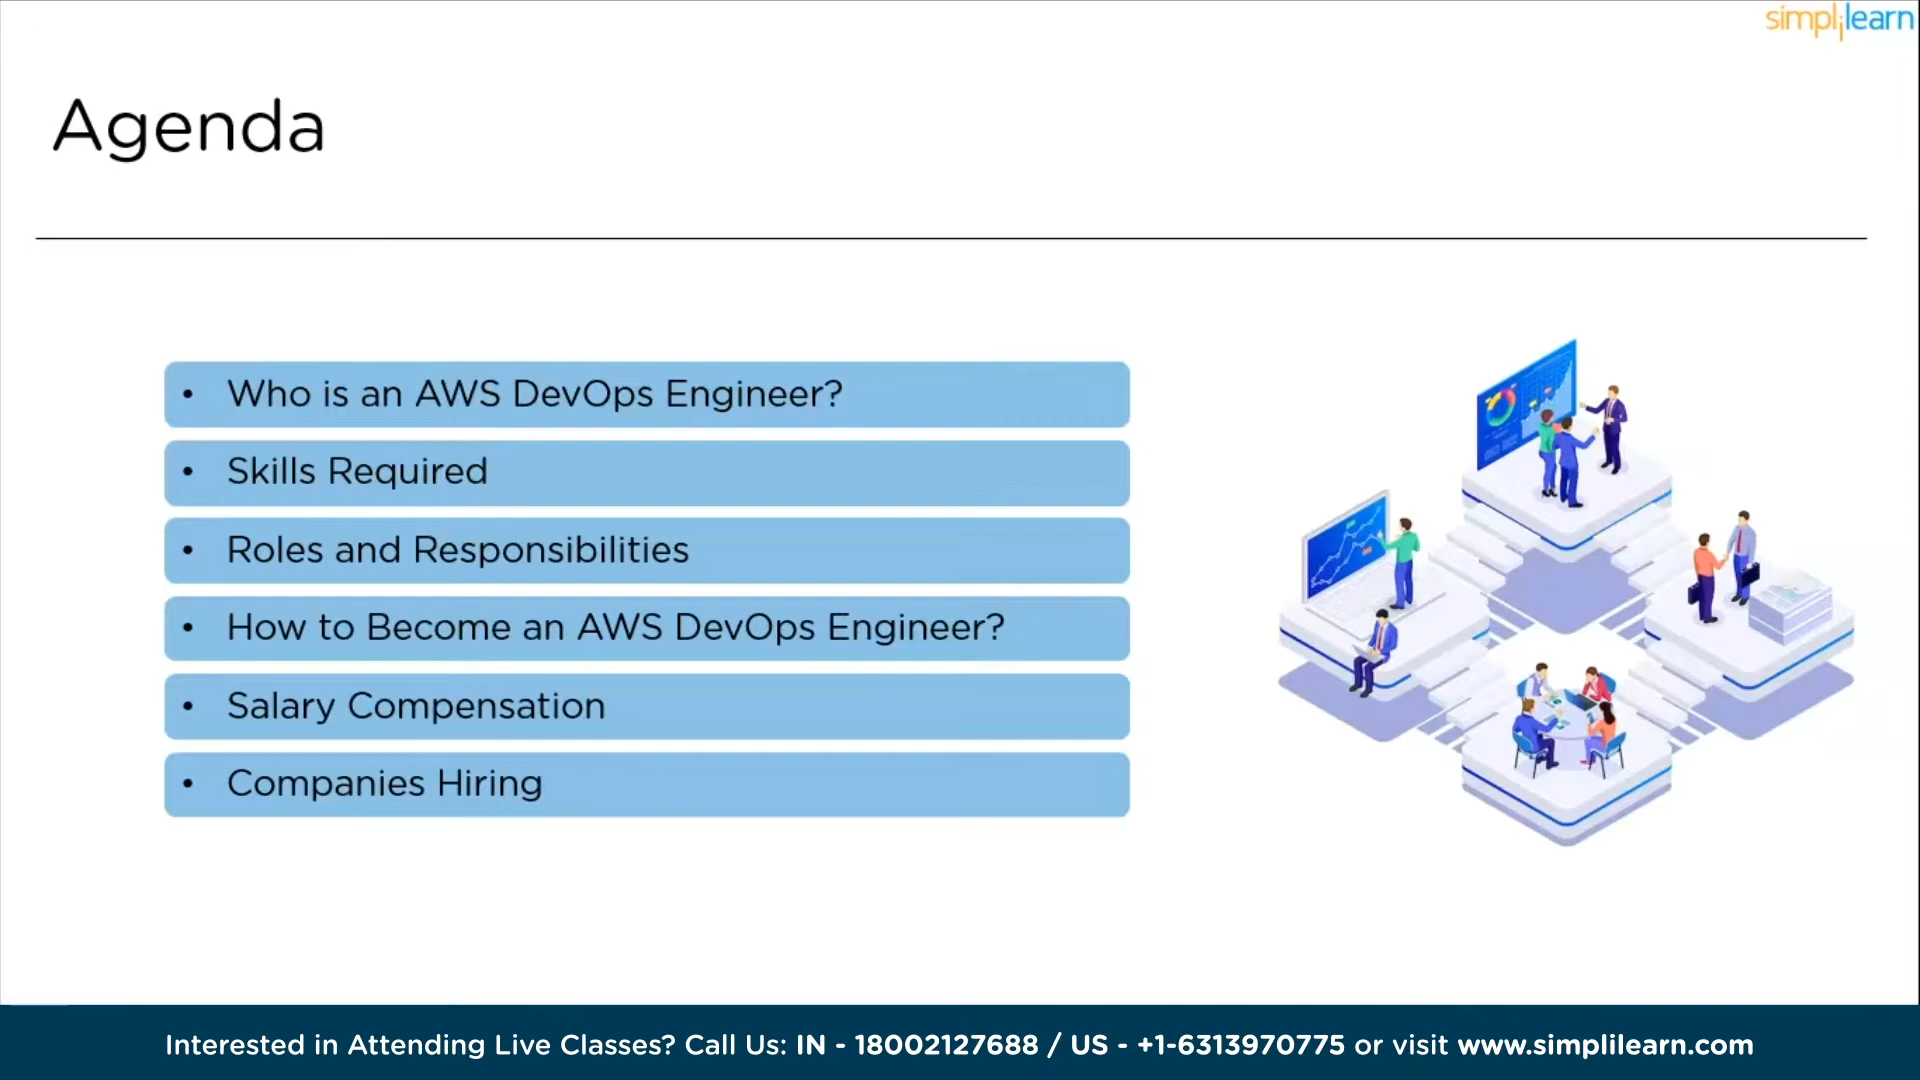 simplilearn
Agenda
• Who is an AWS DevOps Engineer?
• Skills Required
• Roles and Responsibilities
• How to Become an AWS DevOps Engineer?
• Salary Compensation
• Companies Hiring
Interested in Attending Live Classes? Call Us: IN - 18002127688 / US - +1-6313970775 or visit www.simplilearn.com